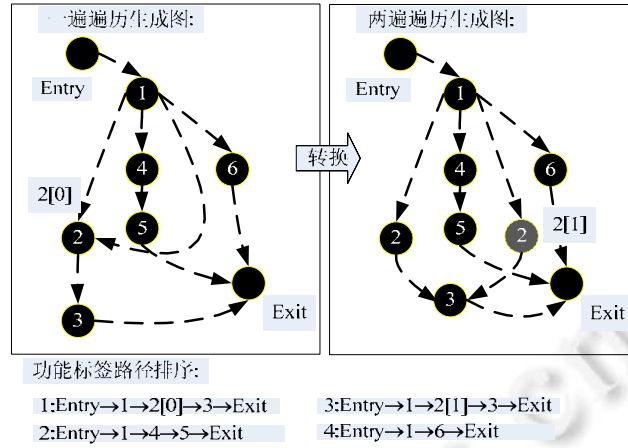 一遍遍历生成图:
两遍遍历生成图:
Entry
Entry
1
1
4
6
4
6
转换
2[0]
2[1]
2
5
2
5
2
3
Exit
3
Exit
功能标签路径排序:
1:Entry→1→2[0]→3→Exit
3:Entry→1→2[1]→3→Exit
2:Entry→1→4→5→Exit
4:Entry→1→6→Exit